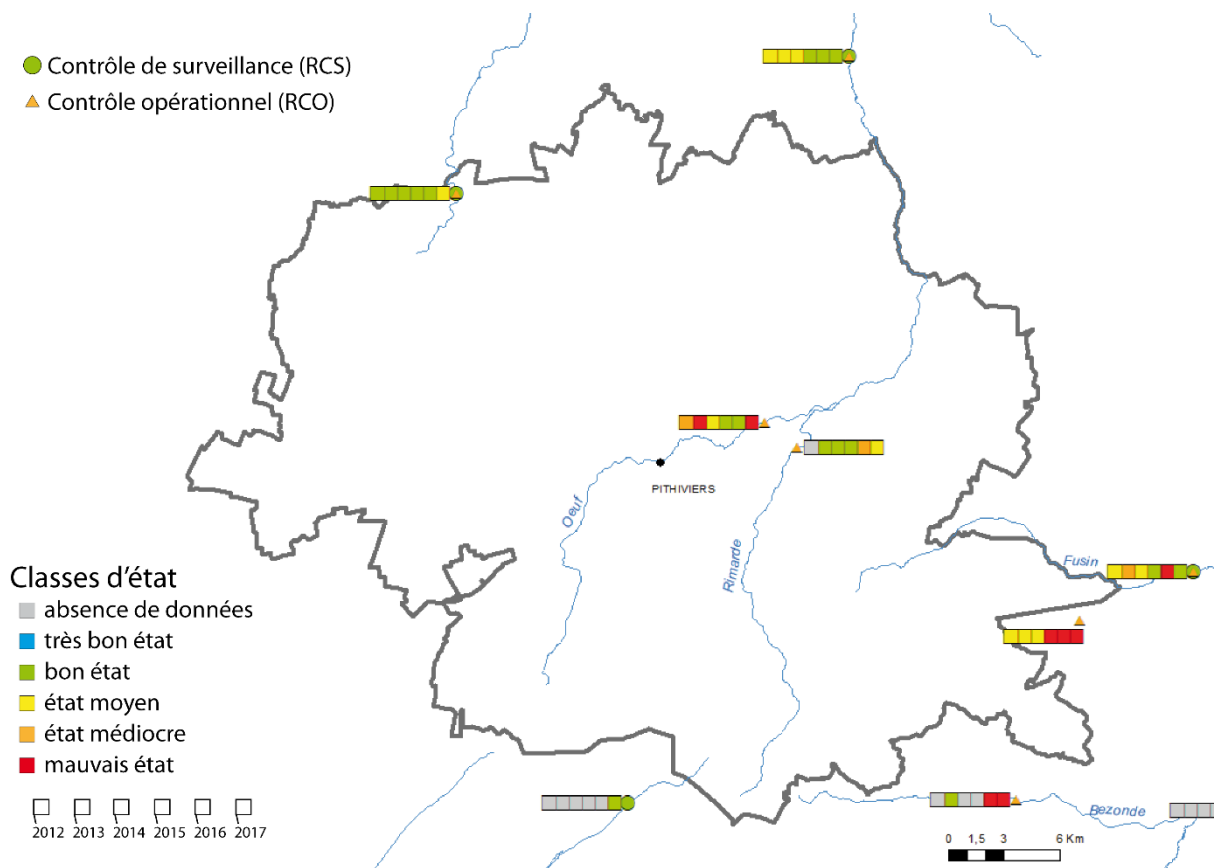 Contrôle de surveillance (RCS)
Contrôle opérationnel (RCO)
PITHIVIERS
Oeuf
Rimarde
Fusin
Classes d'état
absence de données
très bon état
bon état
état moyen
état médiocre
mauvais état
2012 2013 2014 2015 2016 2017
Bezonde
0 1,5 3 6 Km